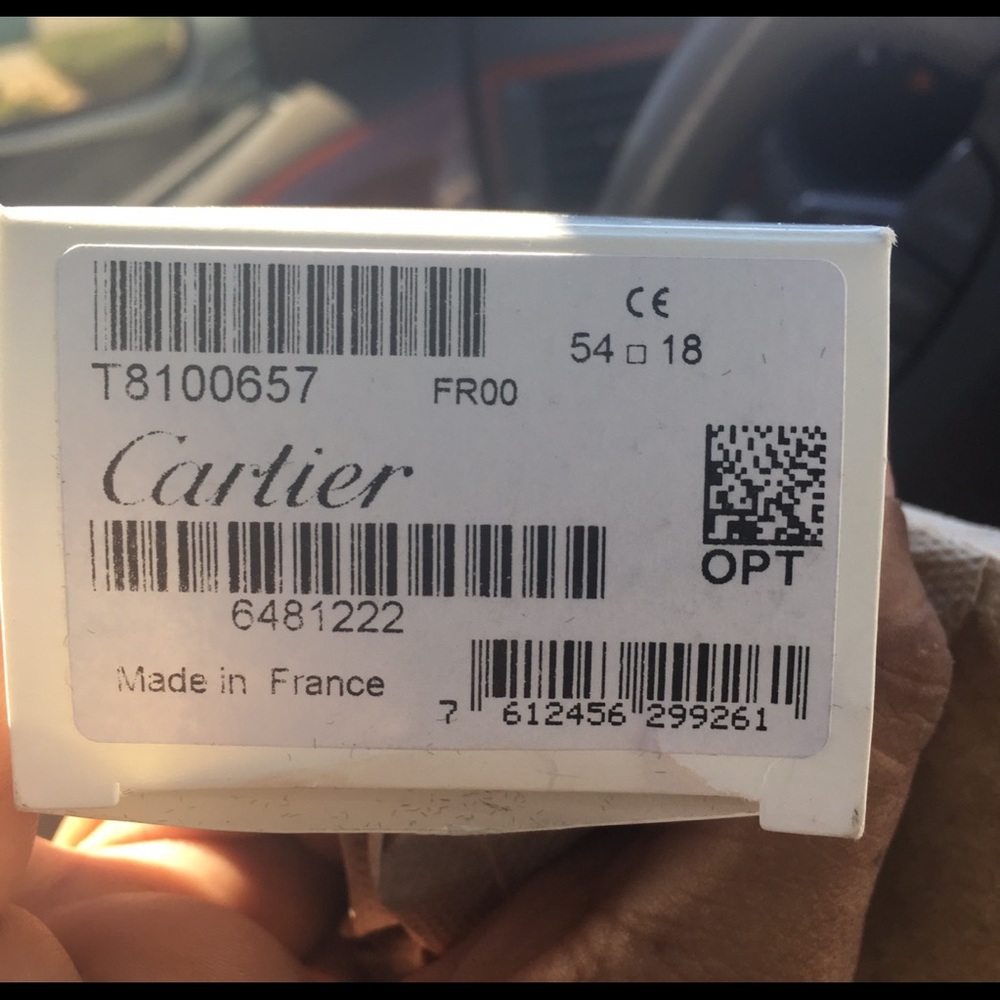 CE
54 □ 18
T8100657 FR00
Cartier
OPT
6481222
Made in France
7 612456 299261